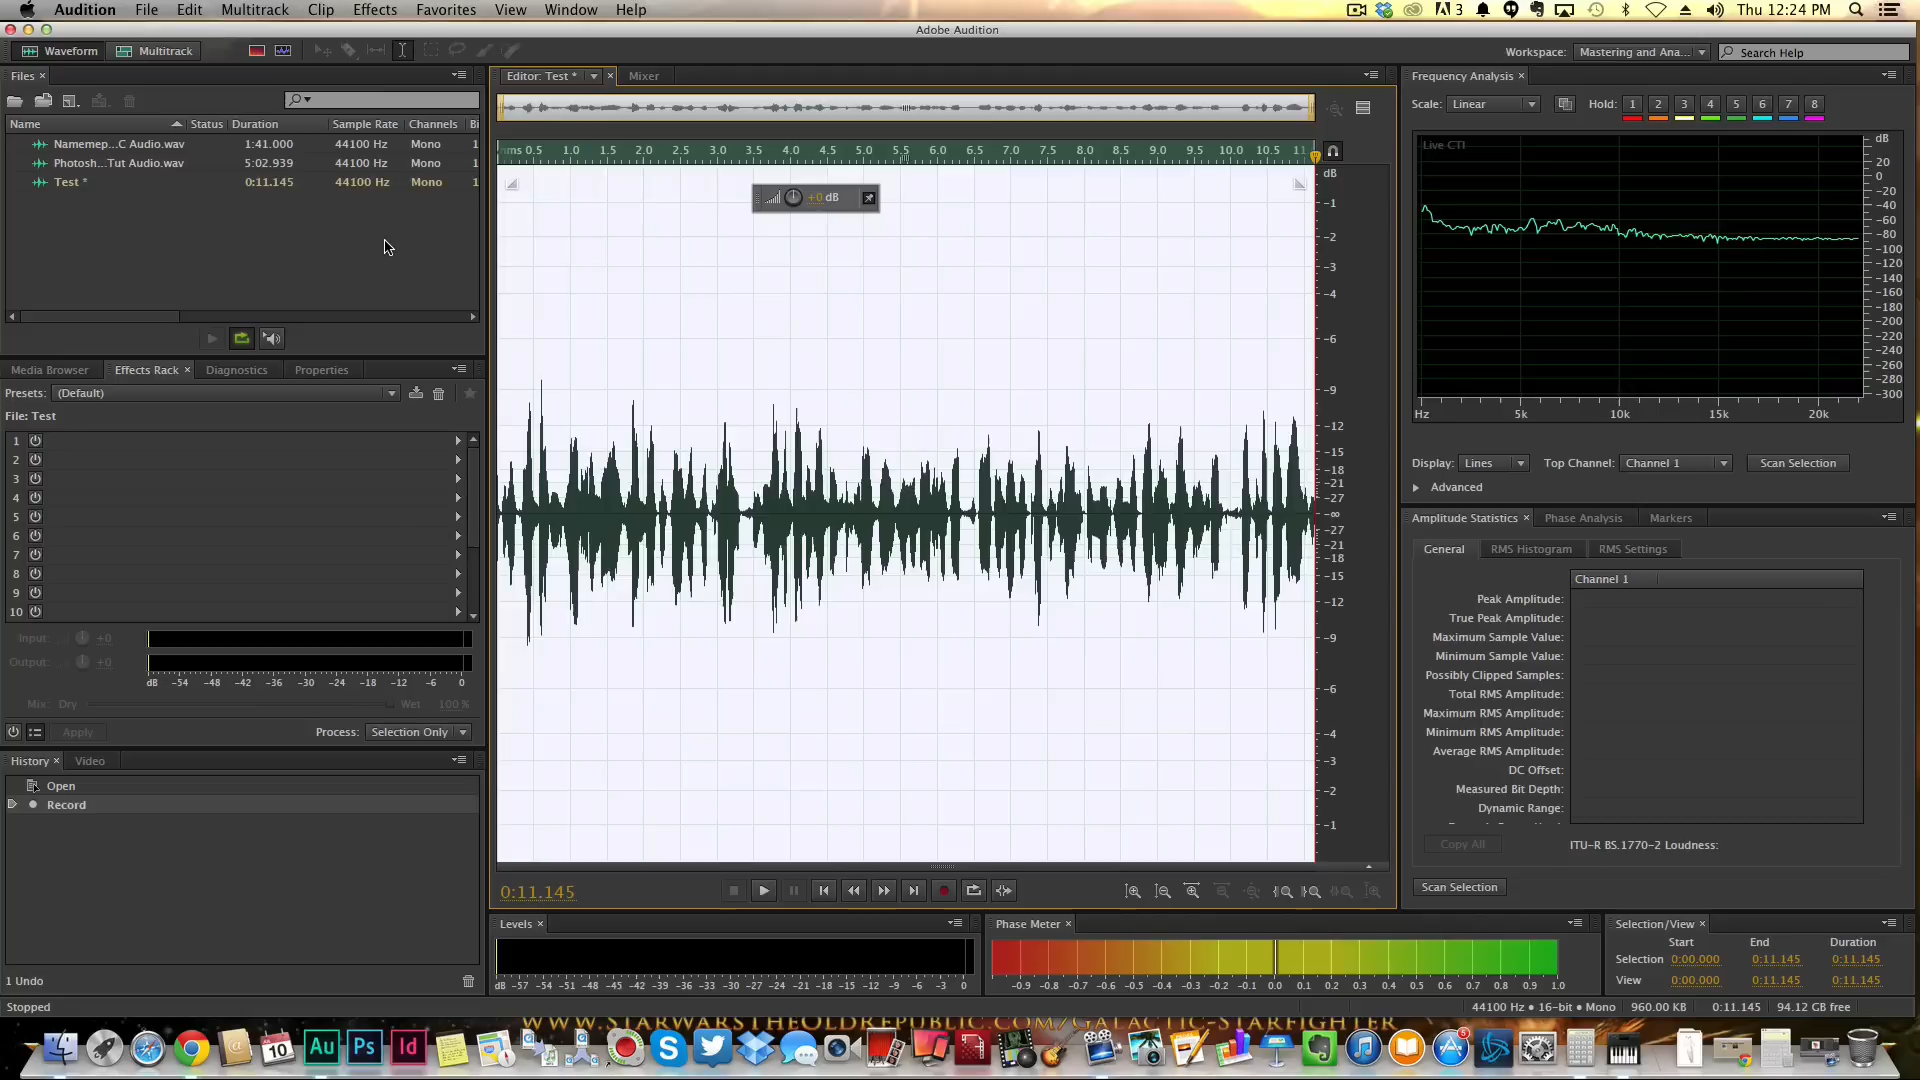 Audition File Edit Multitrack Clip Effects Favorites View Window Help
3 Thu 12:24 PM
Adobe Audition
Waveform Multitrack
Workspace: Mastering and Ana... Search Help
Files ×
Name Status Duration Sample Rate Channels Bi
Namemep...C Audio.wav 1:41.000 44100 Hz Mono 1
Photosh...Tut Audio.wav 5:02.939 44100 Hz Mono 1
Test * 0:11.145 44100 Hz Mono 1
Media Browser Effects Rack × Diagnostics Properties
Presets: (Default)
File: Test
1
2
3
4
5
6
7
8
9
10
Input: +0
Output: +0
dB -54 -48 -42 -36 -30 -24 -18 -12 -6 0
Mix: Dry Wet 100 %
Apply Process: Selection Only
History × Video
Open
Record
1 Undo
Stopped
Editor: Test * × Mixer
hms 0.5 1.0 1.5 2.0 2.5 3.0 3.5 4.0 4.5 5.0 5.5 6.0 6.5 7.0 7.5 8.0 8.5 9.0 9.5 10.0 10.5 11
+0 dB
dB
-1
-2
-3
-4
-6
-9
-12
-15
-18
-21
-27
-∞
-27
-21
-18
-15
-12
-9
-6
-4
-3
-2
-1
0:11.145
Levels ×
dB -57 -54 -51 -48 -45 -42 -39 -36 -33 -30 -27 -24 -21 -18 -15 -12 -9 -6 -3 0
Phase Meter ×
-0.9 -0.8 -0.7 -0.6 -0.5 -0.4 -0.3 -0.2 -0.1 0.0 0.1 0.2 0.3 0.4 0.5 0.6 0.7 0.8 0.9 1.0
Frequency Analysis ×
Scale: Linear Hold: 1 2 3 4 5 6 7 8
Live CTI
dB
20
0
-20
-40
-60
-80
-100
-120
-140
-160
-180
-200
-220
-240
-260
-280
-300
Hz 5k 10k 15k 20k
Display: Lines Top Channel: Channel 1 Scan Selection
Advanced
Amplitude Statistics × Phase Analysis Markers
General RMS Histogram RMS Settings
Channel 1
Peak Amplitude:
True Peak Amplitude:
Maximum Sample Value:
Minimum Sample Value:
Possibly Clipped Samples:
Total RMS Amplitude:
Maximum RMS Amplitude:
Minimum RMS Amplitude:
Average RMS Amplitude:
DC Offset:
Measured Bit Depth:
Dynamic Range:
Copy All ITU-R BS.1770-2 Loudness:
Scan Selection
Selection/View ×
Start End Duration
Selection 0:00.000 0:11.145 0:11.145
View 0:00.000 0:11.145 0:11.145
44100 Hz • 16-bit • Mono 960.00 KB 0:11.145 94.12 GB free
WWW.STARWARSTHEOLDREPUBLIC.COM/GALACTIC-STARFIGHTER
10 Au Ps Id 5